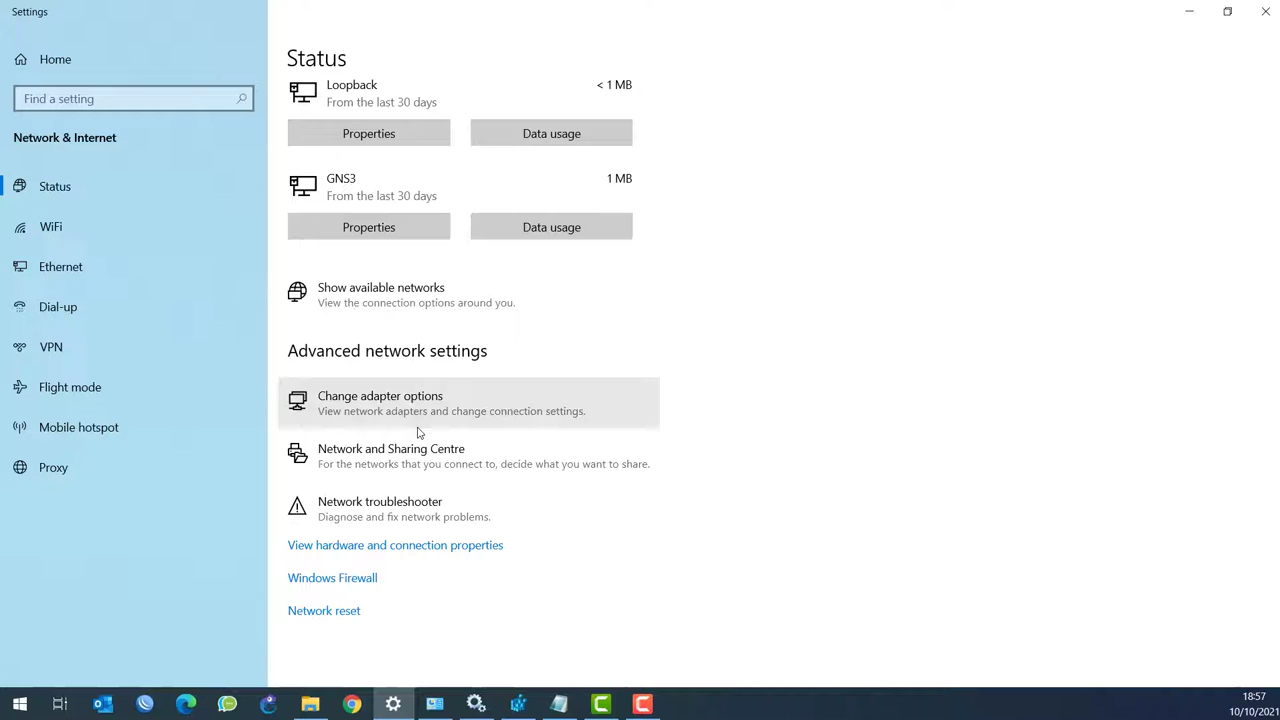 Settings
Home
Find a setting
Network & Internet
Status
WiFi
Ethernet
Dial-up
VPN
Flight mode
Mobile hotspot
Proxy
Status
Loopback
< 1 MB
From the last 30 days
Properties
Data usage
GNS3
1 MB
From the last 30 days
Properties
Data usage
Show available networks
View the connection options around you.
Advanced network settings
Change adapter options
View network adapters and change connection settings.
Network and Sharing Centre
For the networks that you connect to, decide what you want to share.
Network troubleshooter
Diagnose and fix network problems.
View hardware and connection properties
Windows Firewall
Network reset
18:57
10/10/2021